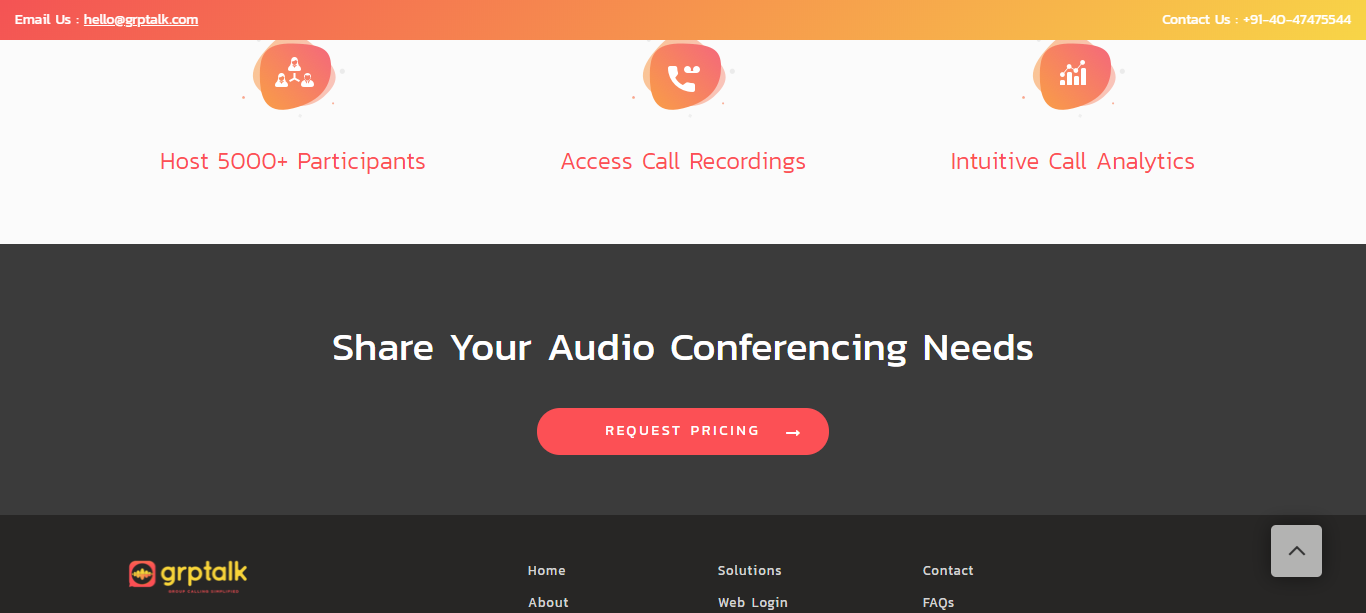 Email Us : hello@grptalk.com
Contact Us : +91-40-47475544
Host 5000+ Participants
Access Call Recordings
Intuitive Call Analytics
Share Your Audio Conferencing Needs
REQUEST PRICING
grptalk
GROUP CALLING SIMPLIFIED
Home
Solutions
Contact
About
Web Login
FAQs